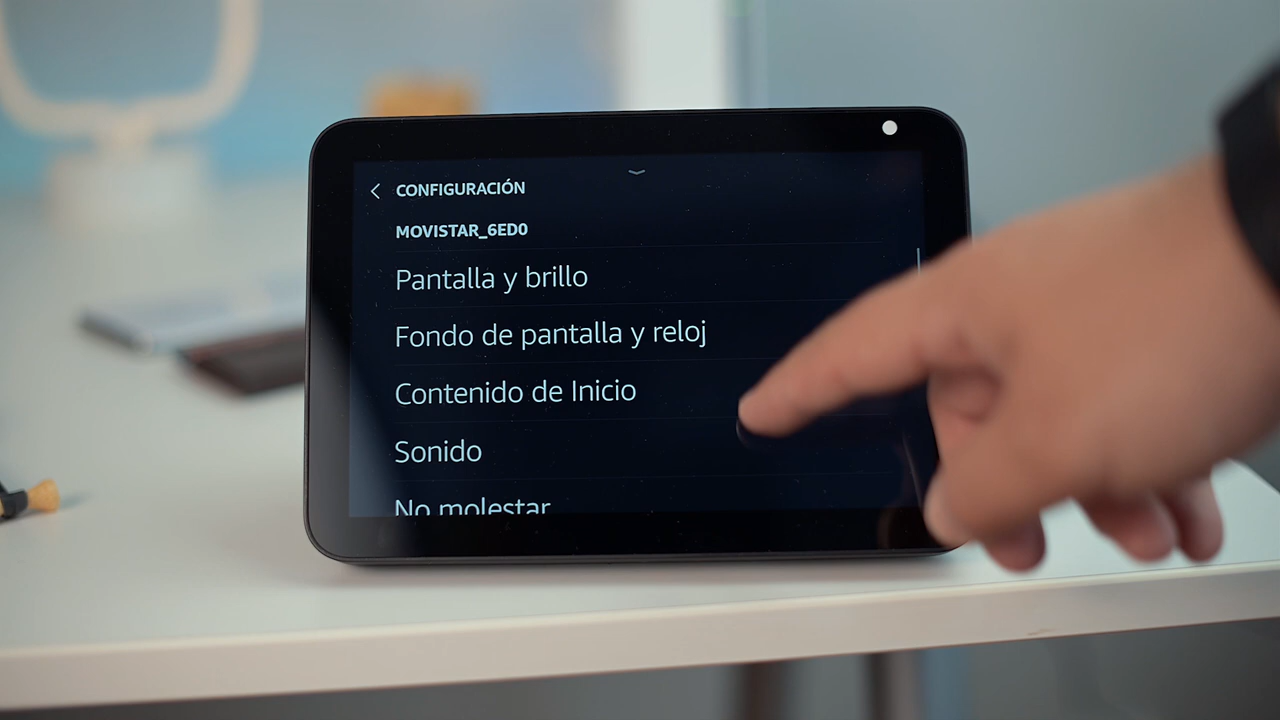 CONFIGURACIÓN
MOVISTAR_6ED0
Pantalla y brillo
Fondo de pantalla y reloj
Contenido de Inicio
Sonido
No molestar